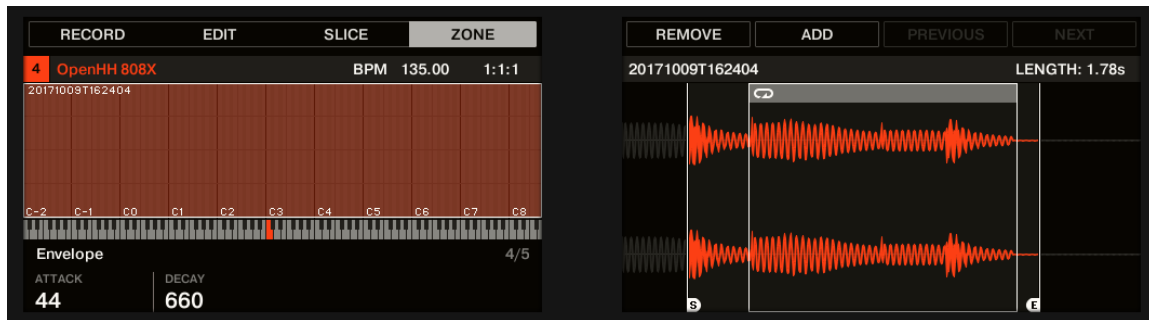 RECORD EDIT SLICE ZONE
4 OpenHH 808X BPM 135.00 1:1:1
20171009T162404
C-2 C-1 C0 C1 C2 C3 C4 C5 C6 C7 C8
Envelope 4/5
ATTACK DECAY
44 660
REMOVE ADD PREVIOUS NEXT
20171009T162404 LENGTH: 1.78s
S E